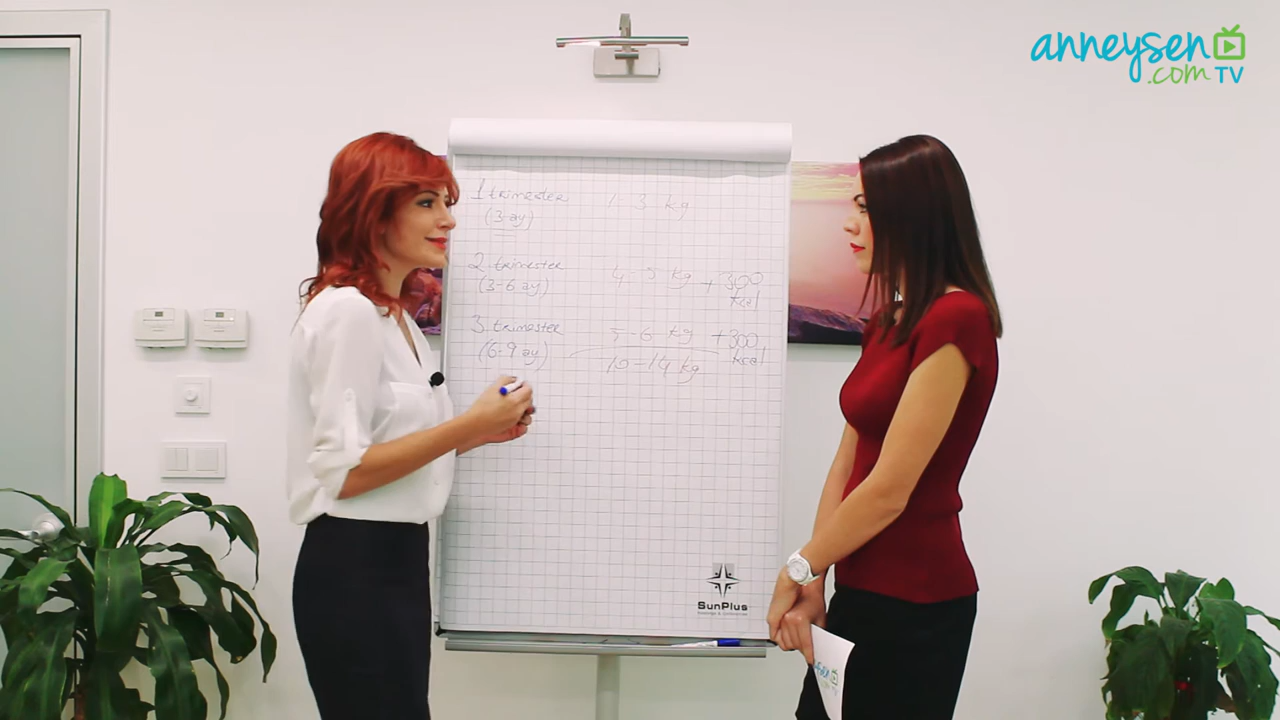 anneysen
.com TV
1 trimester 1-3 kg
(3-ay)
2. trimester 4-5 kg +300
(3-6 ay) kcal
3. trimester 5-6 kg +300
(6-9 ay) 10-14 kg kcal
SunPlus